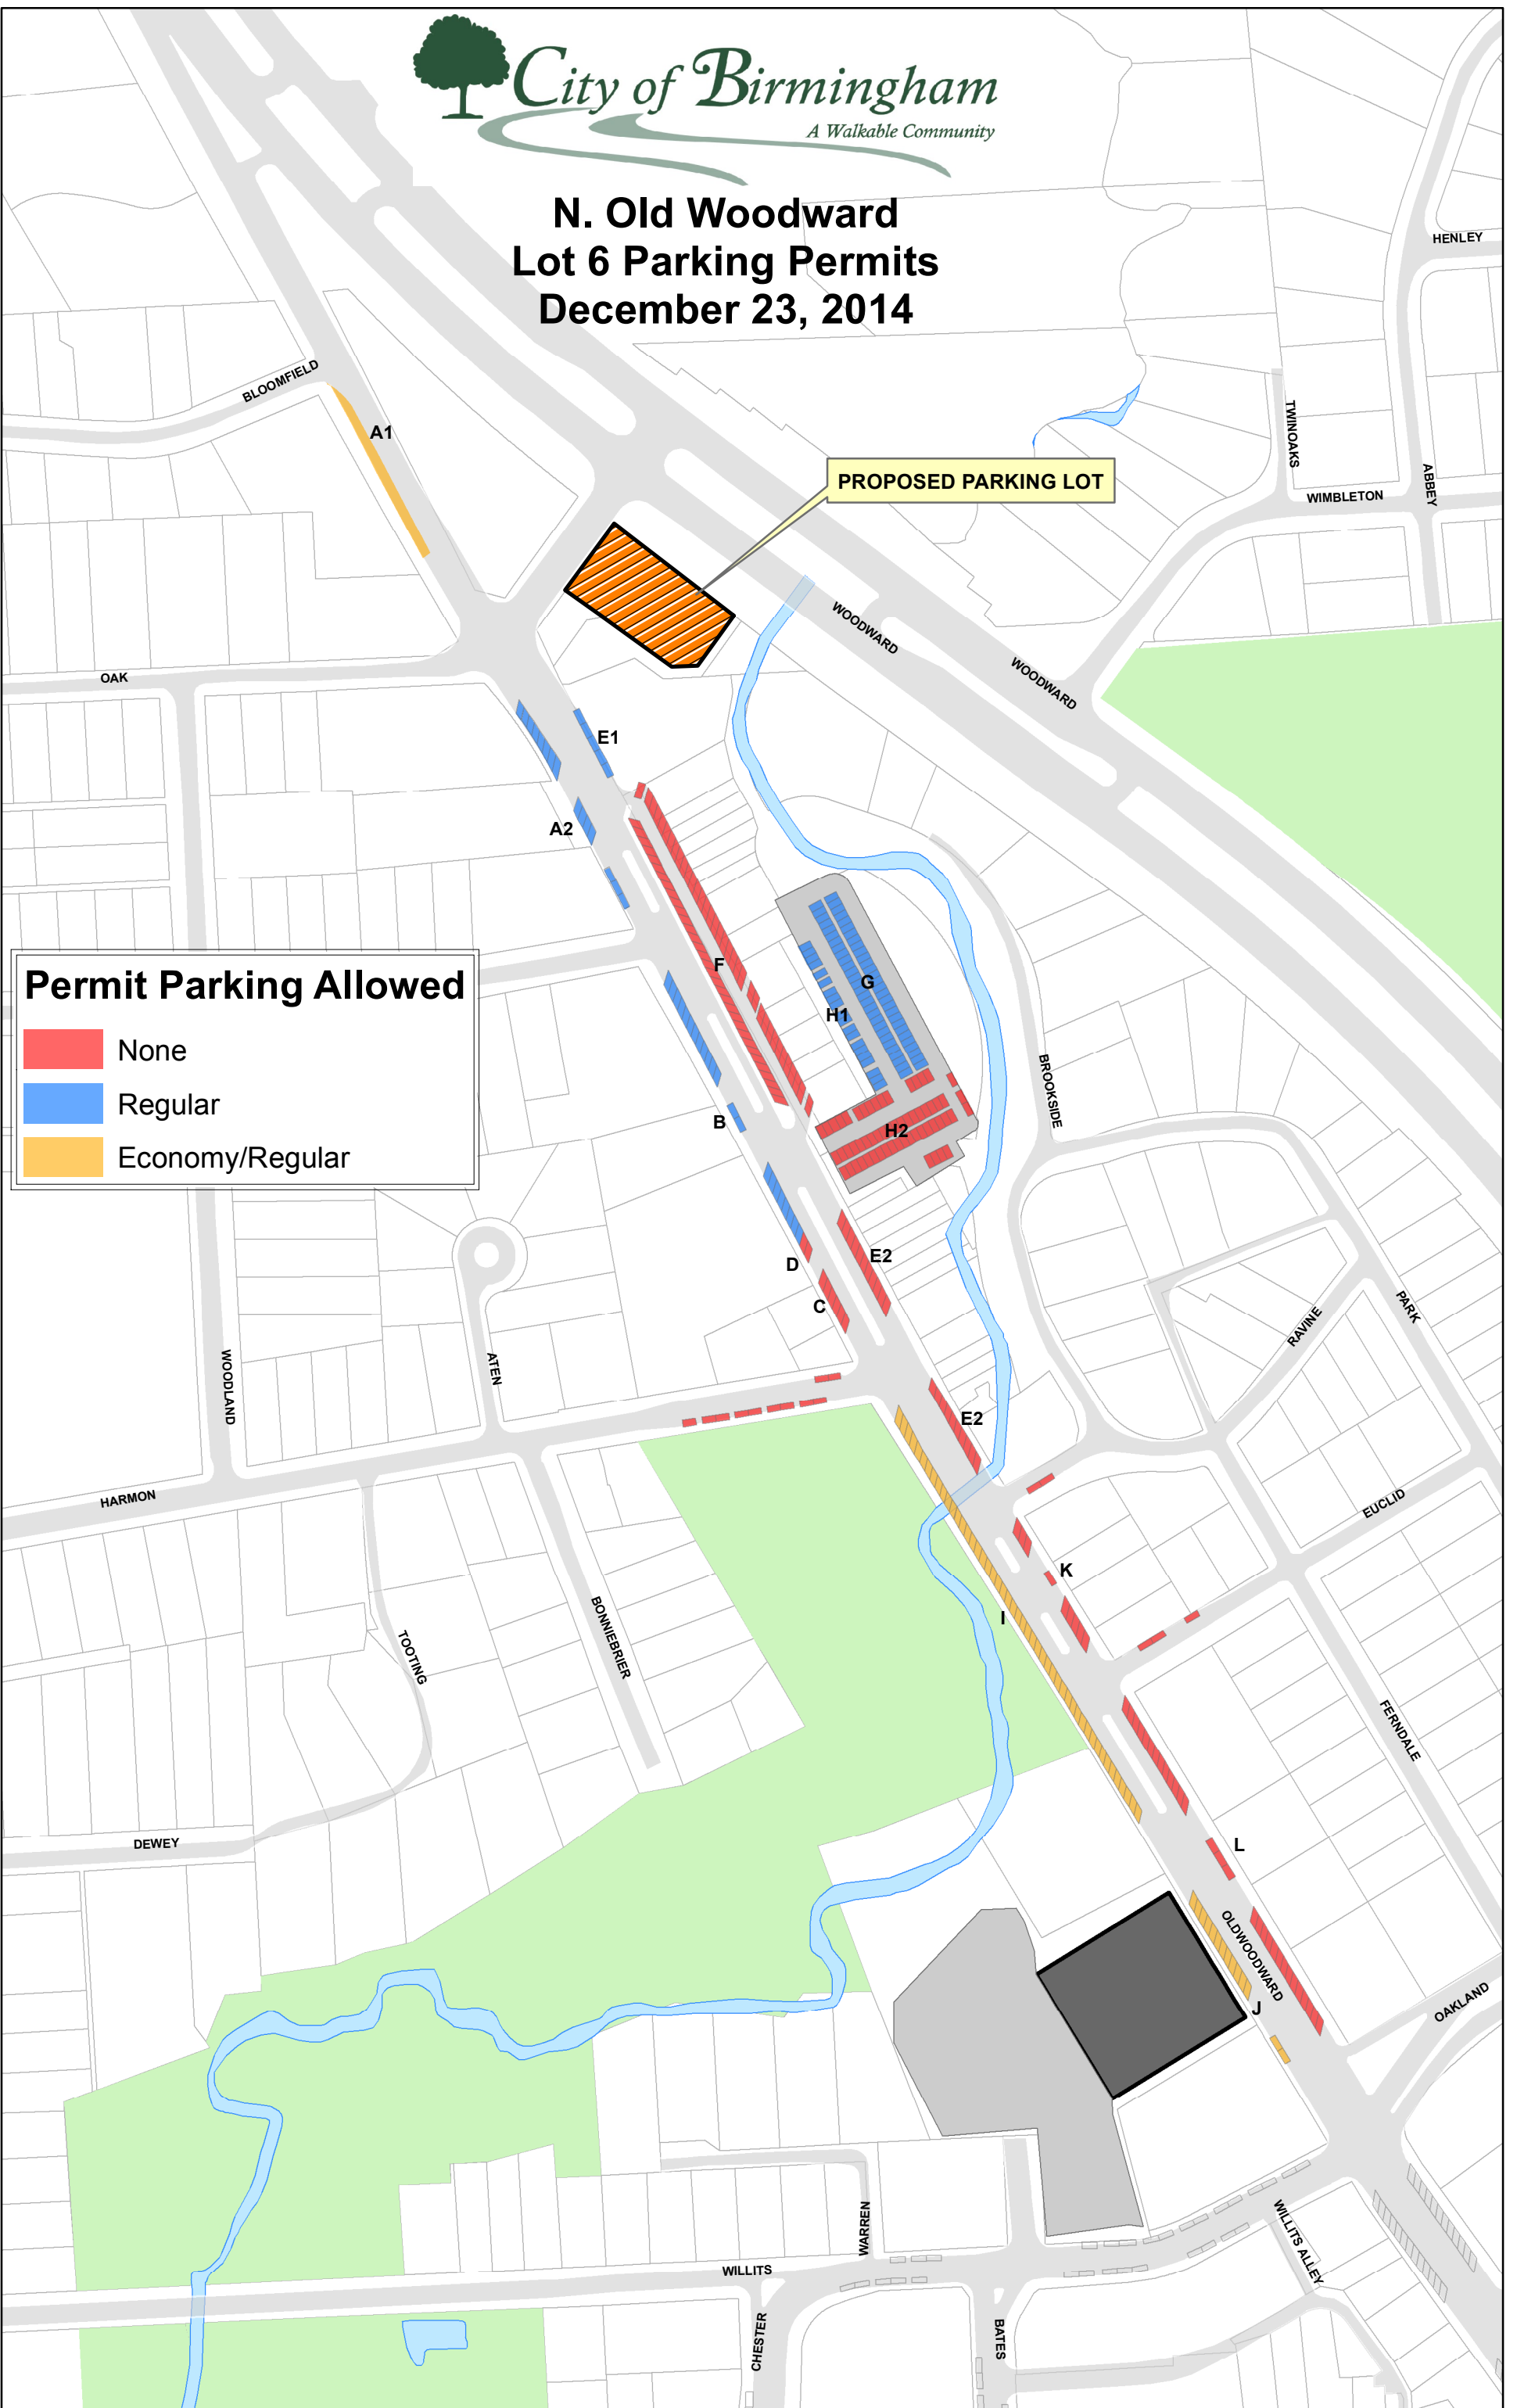 City of Birmingham
A Walkable Community
N. Old Woodward
Lot 6 Parking Permits
December 23, 2014
HENLEY
BLOOMFIELD
A1
TWINOAKS
PROPOSED PARKING LOT
WIMBLETON
ABBEY
WOODWARD
WOODWARD
OAK
E1
A2
F
G
H1
Permit Parking Allowed
None
Regular
Economy/Regular
BROOKSIDE
B
H2
D
E2
C
PARK
RAVINE
WOODLAND
ATEN
E2
HARMON
EUCLID
K
I
TOOTING
BONNIEBRIER
FERNDALE
DEWEY
L
OLDWOODWARD
J
OAKLAND
WARREN
WILLITS ALLEY
WILLITS
CHESTER
BATES